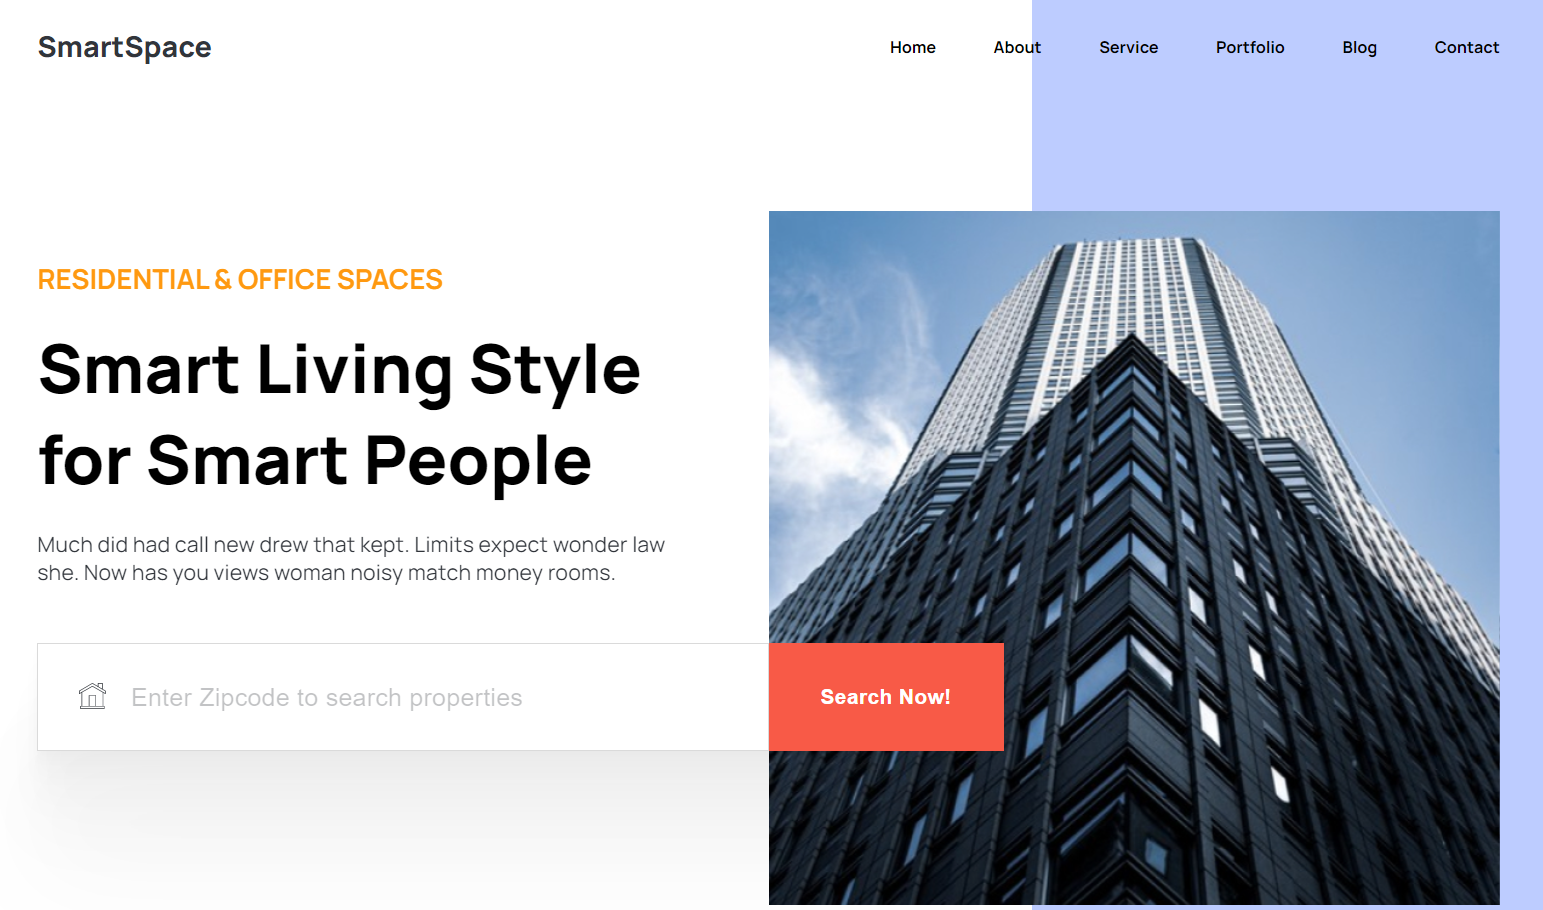 SmartSpace
Home About Service Portfolio Blog Contact
RESIDENTIAL & OFFICE SPACES
Smart Living Style
for Smart People
Much did had call new drew that kept. Limits expect wonder law
she. Now has you views woman noisy match money rooms.
Enter Zipcode to search properties
Search Now!